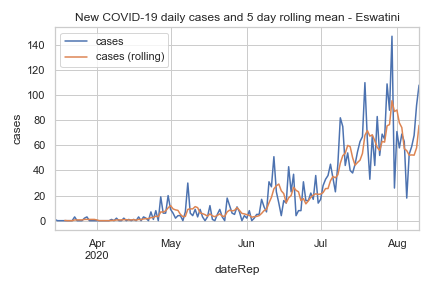 New COVID-19 daily cases and 5 day rolling mean - Eswatini
cases
cases (rolling)
140
120
100
80
60
40
20
0
cases
Apr
2020
May
Jun
Jul
Aug
dateRep